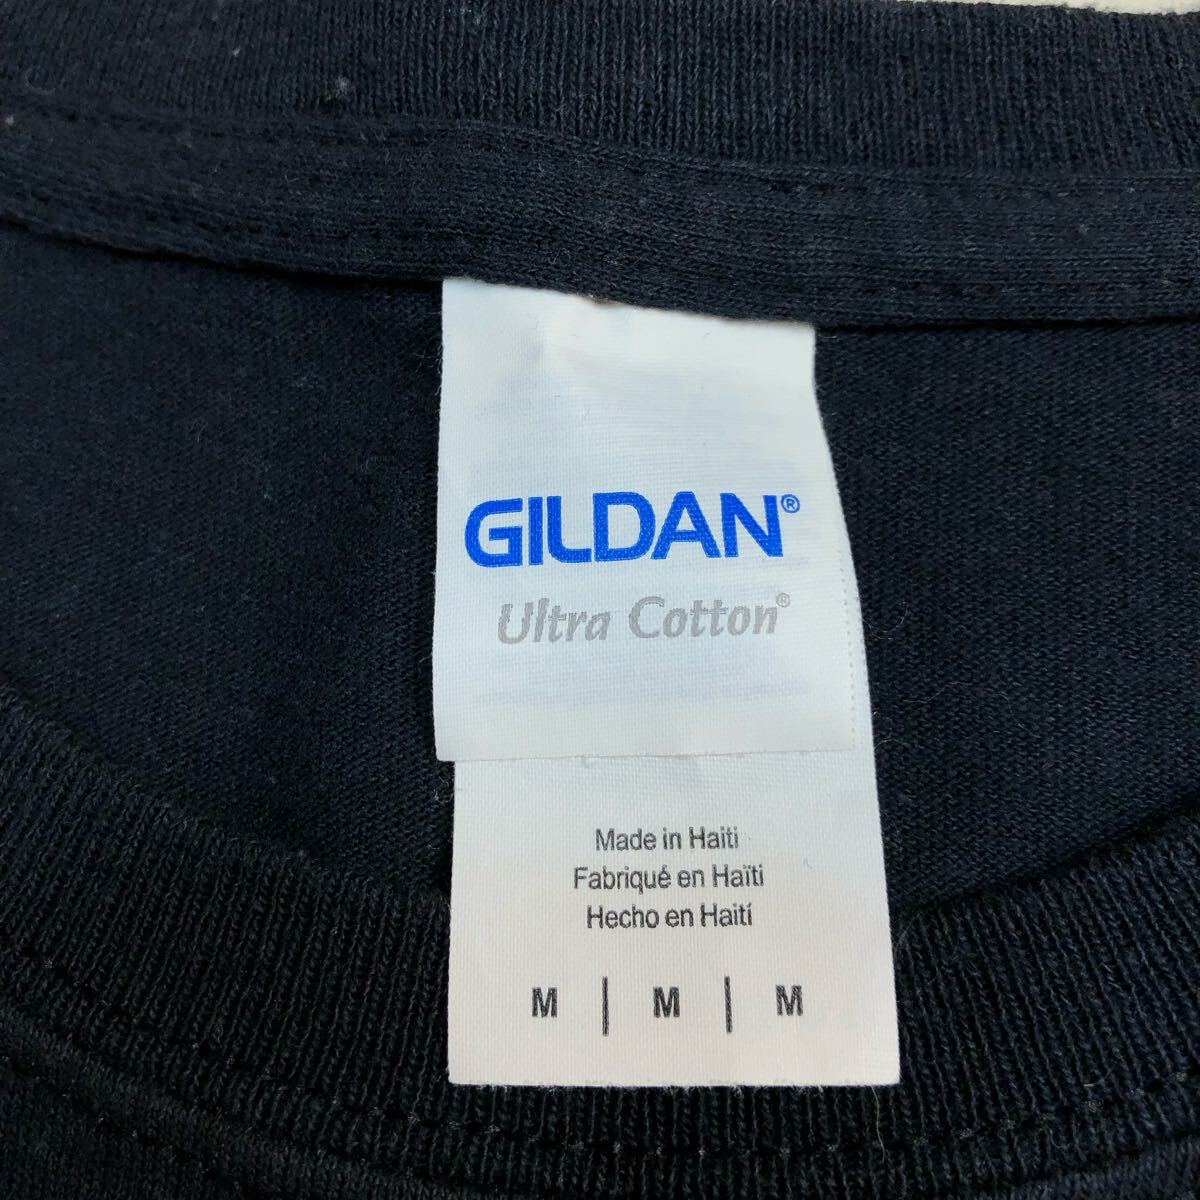 GILDAN®
Ultra Cotton®
Made in Haiti
Fabriqué en Haïti
Hecho en Haití
M | M | M